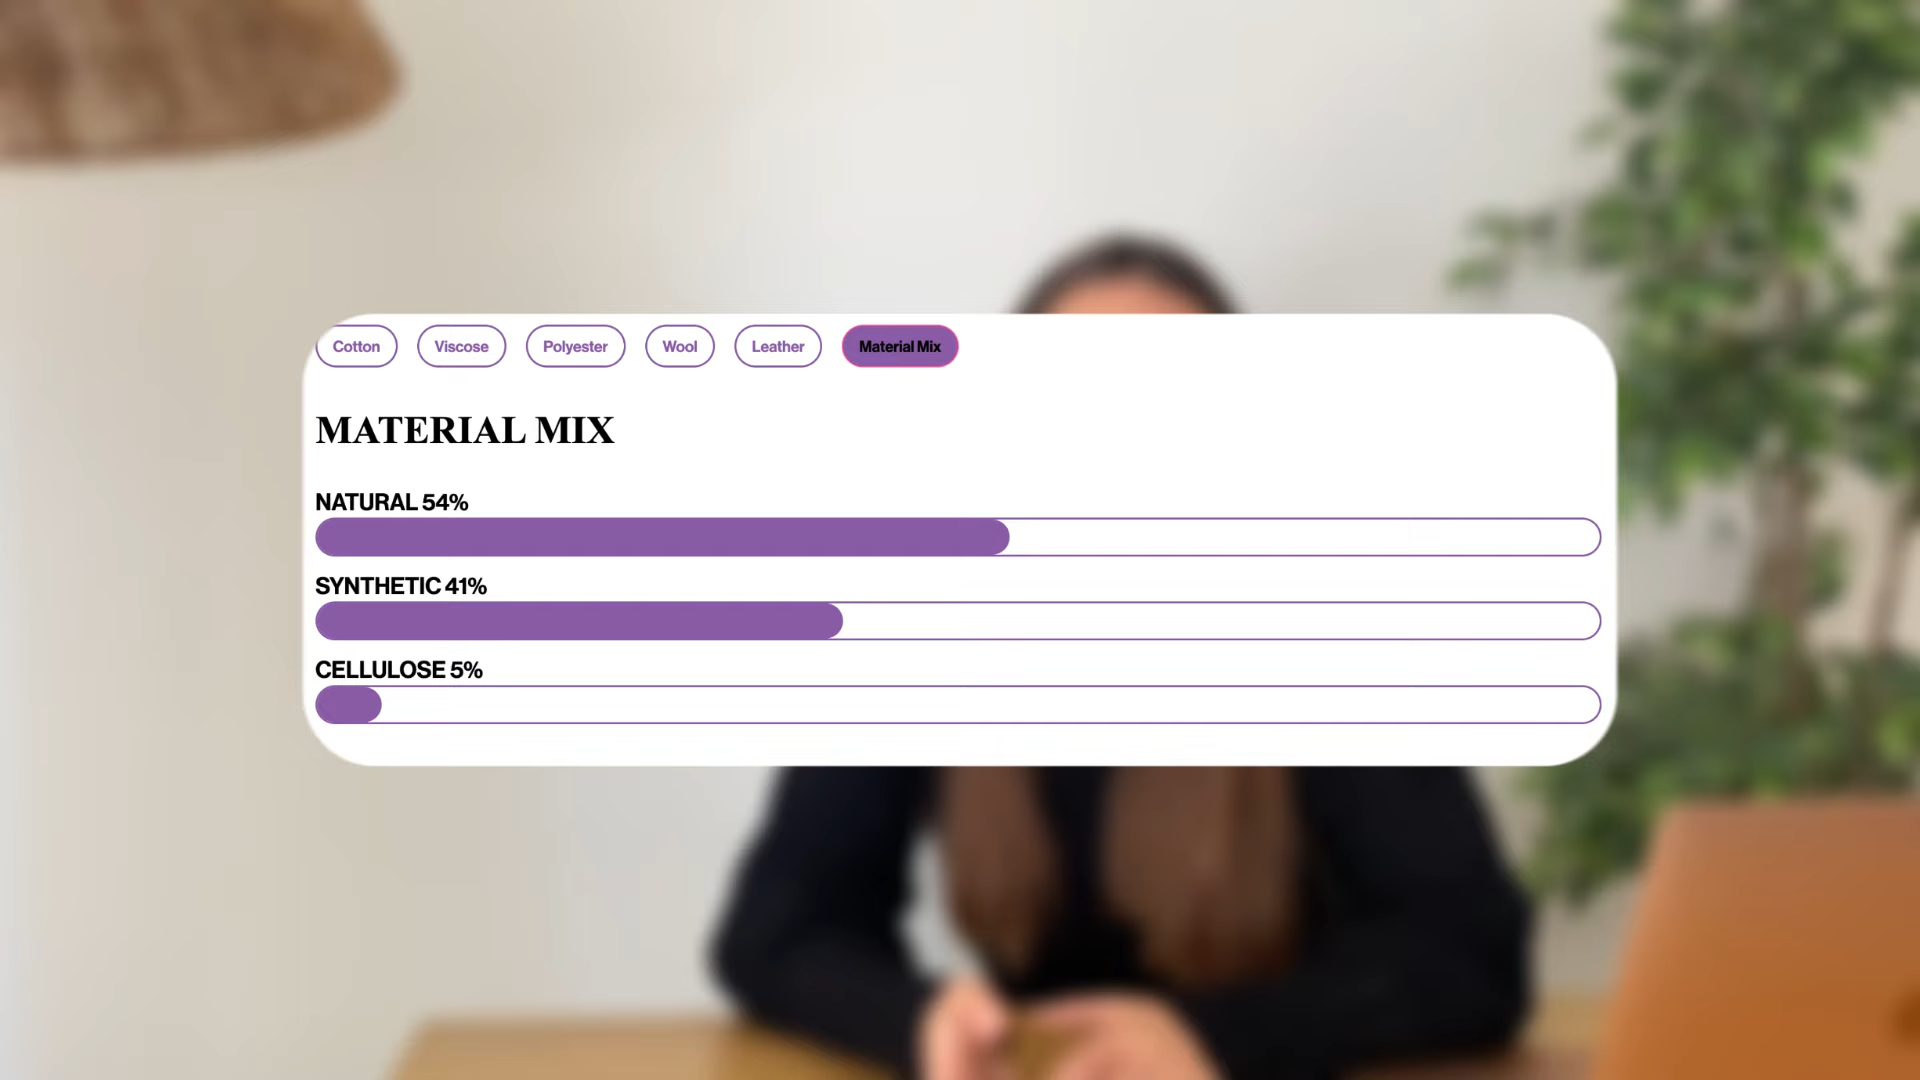 Cotton Viscose Polyester Wool Leather Material Mix
MATERIAL MIX
NATURAL 54%
SYNTHETIC 41%
CELLULOSE 5%